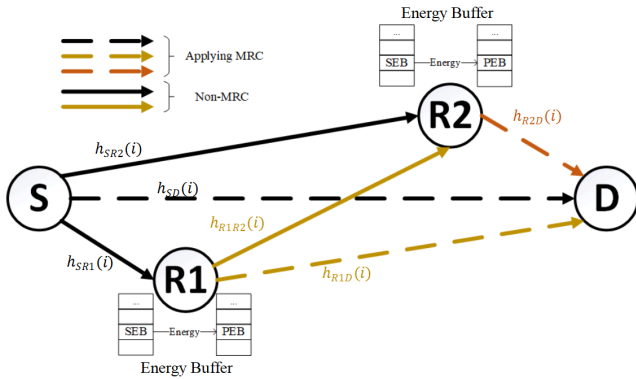 Energy Buffer
...
SEB
Energy
...
PEB
Applying MRC
Non-MRC
R2
h_{R2D}(i)
h_{SR2}(i)
S
h_{SD}(i)
D
h_{R1R2}(i)
h_{SR1}(i)
R1
h_{R1D}(i)
...
SEB
Energy
...
PEB
Energy Buffer